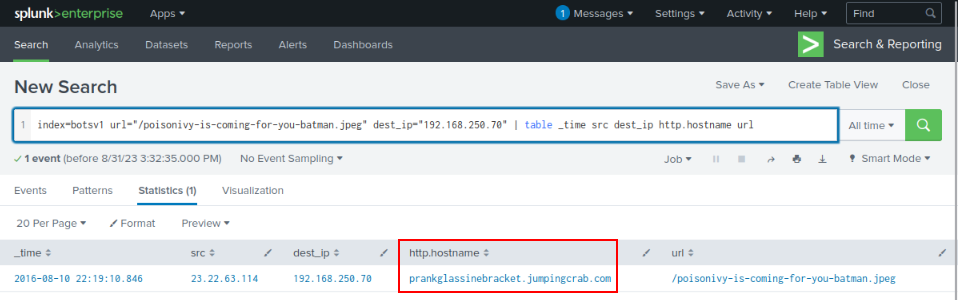 splunk>enterprise Apps 1 Messages Settings Activity Help Find
Search Analytics Datasets Reports Alerts Dashboards > Search & Reporting
New Search Save As Create Table View Close
1 index=botsv1 url="/poisonivy-is-coming-for-you-batman.jpeg" dest_ip="192.168.250.70" | table _time src dest_ip http.hostname url All time
✓ 1 event (before 8/31/23 3:32:35.000 PM) No Event Sampling Job Smart Mode
Events Patterns Statistics (1) Visualization
20 Per Page Format Preview
_time src dest_ip http.hostname url
2016-08-10 22:19:10.846 23.22.63.114 192.168.250.70 prankglassinebracket.jumpingcrab.com /poisonivy-is-coming-for-you-batman.jpeg